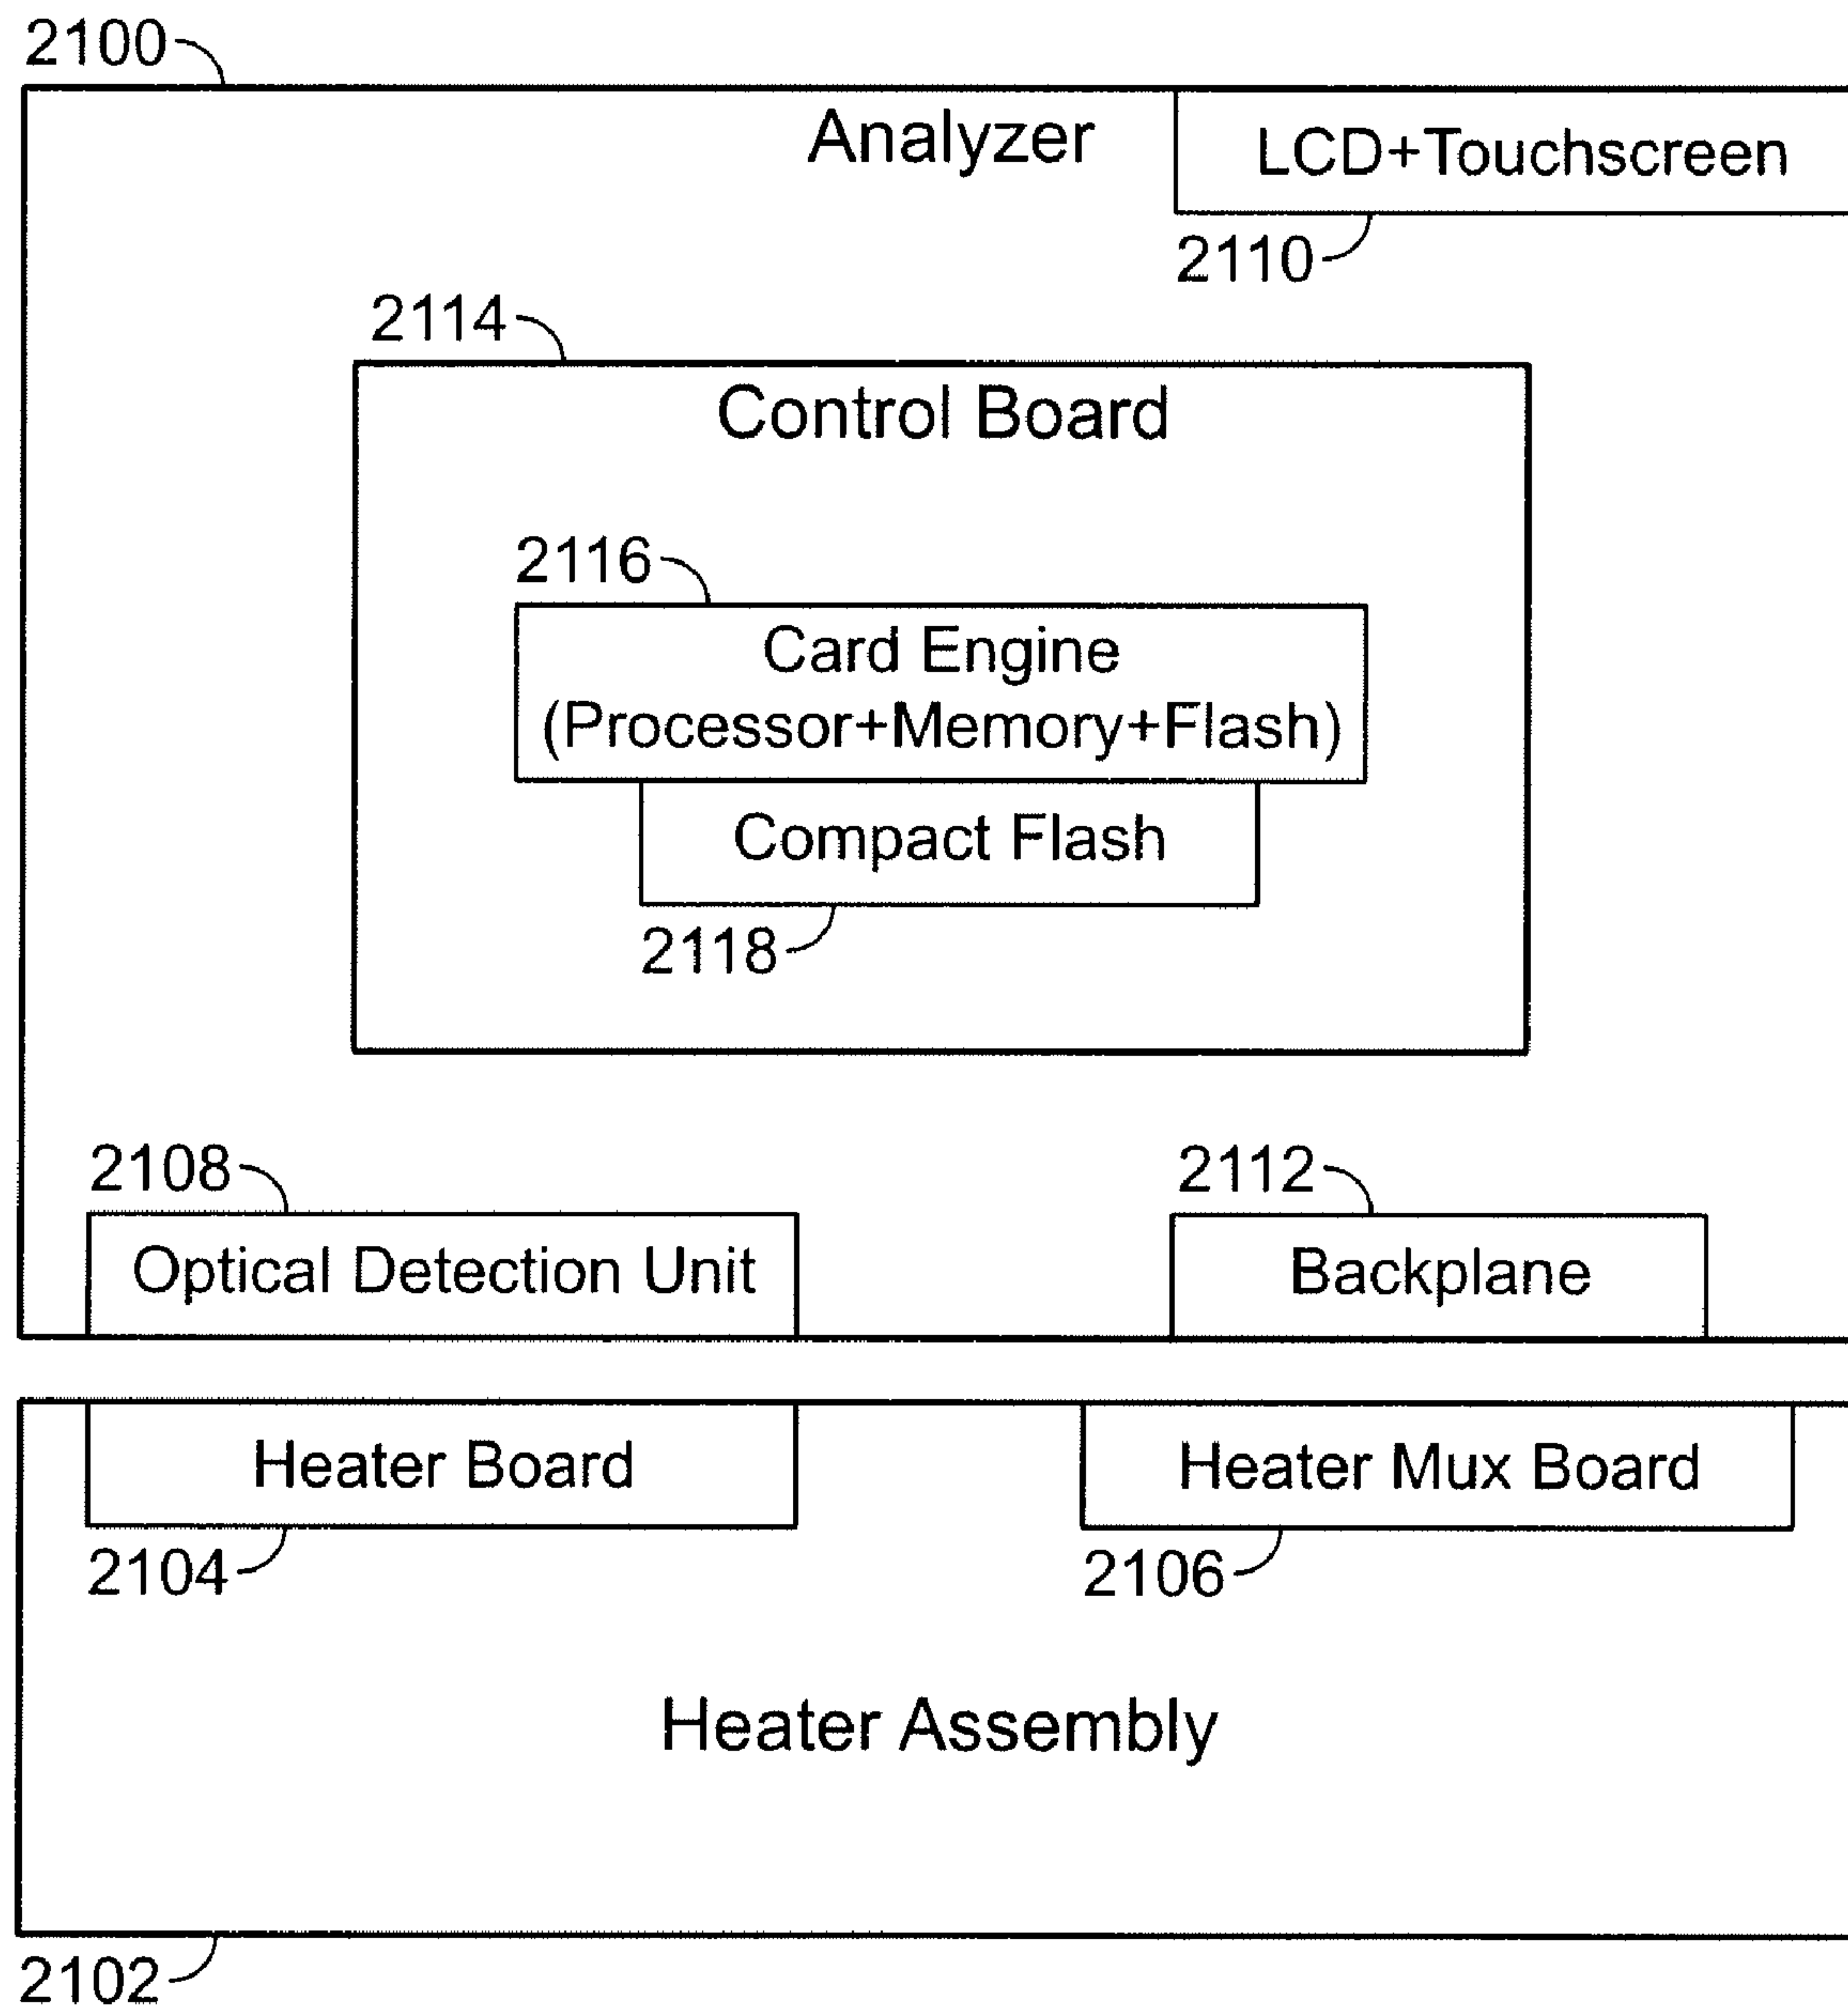 2100
Analyzer
LCD+Touchscreen
2110
2114
Control Board
2116
Card Engine
(Processor+Memory+Flash)
Compact Flash
2118
2108
Optical Detection Unit
2112
Backplane
Heater Board
2104
Heater Mux Board
2106
Heater Assembly
2102